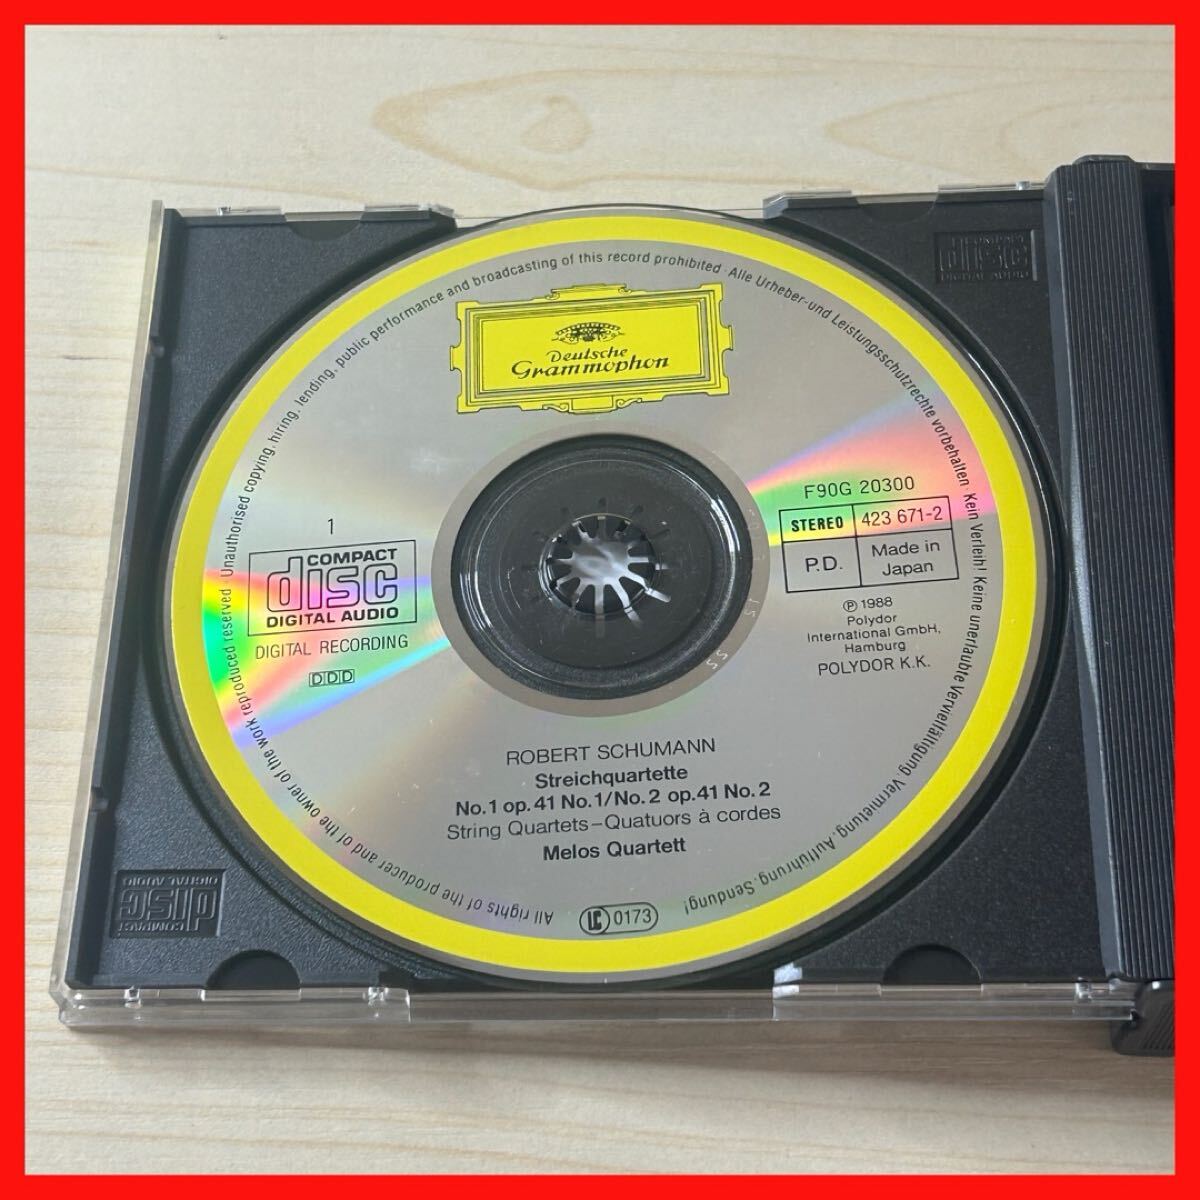 Deutsche
Grammophon
F90G 20300
STEREO 423 671-2
P.D. Made in
Japan
℗ 1988
Polydor
International GmbH,
Hamburg
POLYDOR K.K.
1
COMPACT
disc
DIGITAL AUDIO
DIGITAL RECORDING
DDD
ROBERT SCHUMANN
Streichquartette
No.1 op.41 No.1/No.2 op.41 No.2
String Quartets–Quatuors à cordes
Melos Quartett
LC 0173
All rights of the producer and of the owner of the work reproduced reserved · Unauthorised copying, hiring, lending, public performance and broadcasting of this record prohibited · Alle Urheber-und Leistungsschutzrechte vorbehalten · Kein Verleih! Keine unerlaubte Vervielfältigung, Vermietung, Aufführung, Sendung!
COMPACT
disc
DIGITAL AUDIO
COMPACT
disc
DIGITAL AUDIO